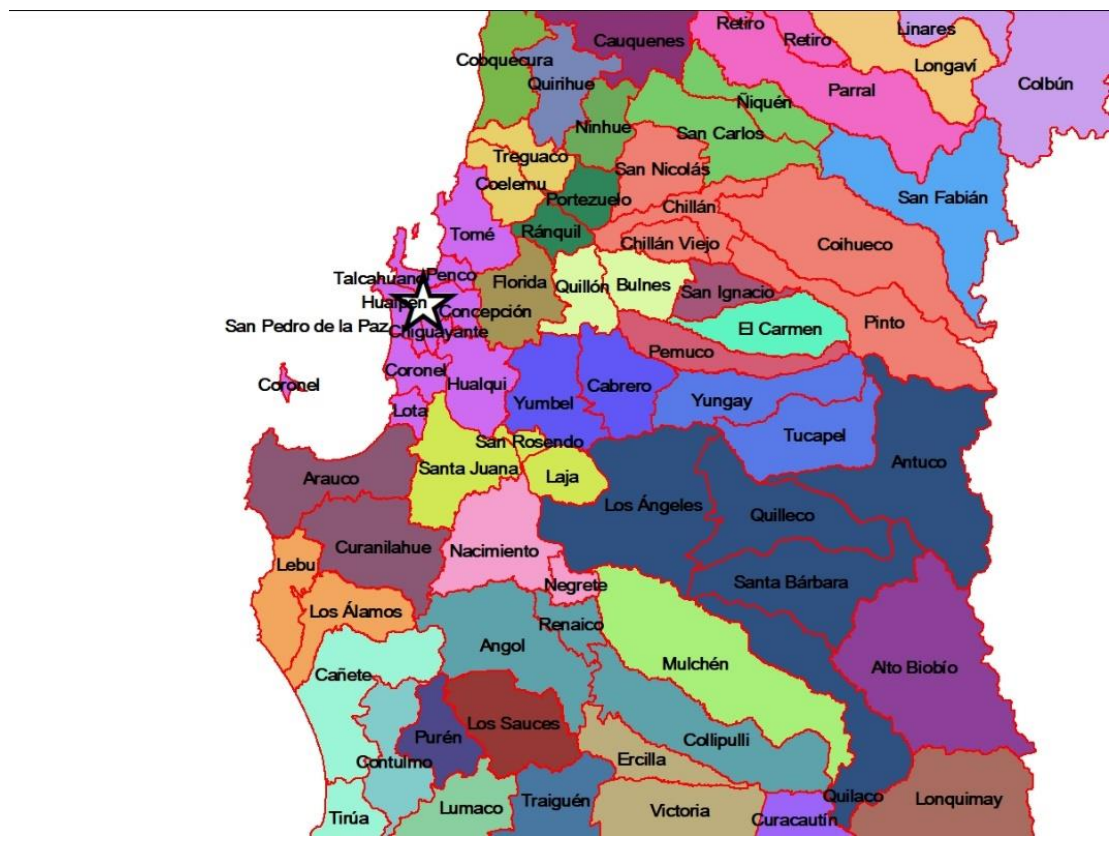 Retiro
Linares
Retiro
Cauquenes
Cobquecura
Longaví
Quirihue
Colbún
Parral
Ñiquén
Ninhue
San Carlos
Treguaco
San Nicolás
Coelemu
San Fabián
Portezuelo
Chillán
Ránquil
Tomé
Chillán Viejo
Coihueco
Talcahuano
Penco
Florida
Quillón
Bulnes
San Ignacio
Hualpén
Concepción
San Pedro de la Paz
Chiguayante
El Carmen
Pinto
Pemuco
Coronel
Coronel
Hualqui
Cabrero
Yumbel
Yungay
Lota
San Rosendo
Tucapel
Santa Juana
Antuco
Arauco
Laja
Los Ángeles
Quilleco
Curanilahue
Nacimiento
Lebu
Negrete
Santa Bárbara
Los Álamos
Renaico
Angol
Mulchén
Alto Biobío
Cañete
Los Sauces
Purén
Collipulli
Ercilla
Contulmo
Quilaco
Lonquimay
Traiguén
Lumaco
Victoria
Tirúa
Curacautín